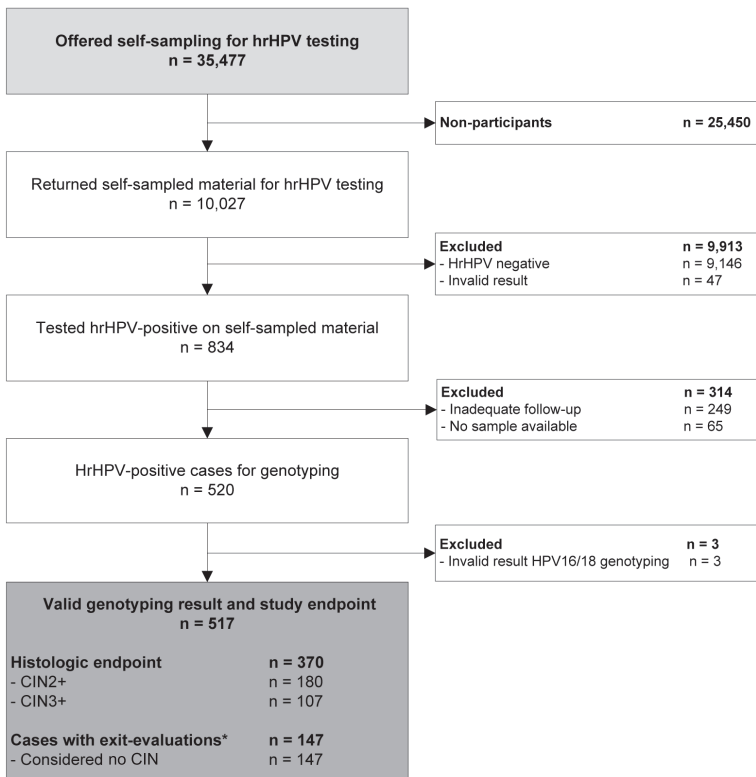 Offered self-sampling for hrHPV testing
n = 35,477
Non-participants n = 25,450
Returned self-sampled material for hrHPV testing
n = 10,027
Excluded n = 9,913
- HrHPV negative n = 9,146
- Invalid result n = 47
Tested hrHPV-positive on self-sampled material
n = 834
Excluded n = 314
- Inadequate follow-up n = 249
- No sample available n = 65
HrHPV-positive cases for genotyping
n = 520
Excluded n = 3
- Invalid result HPV16/18 genotyping n = 3
Valid genotyping result and study endpoint
n = 517
Histologic endpoint n = 370
- CIN2+ n = 180
- CIN3+ n = 107
Cases with exit-evaluations* n = 147
- Considered no CIN n = 147